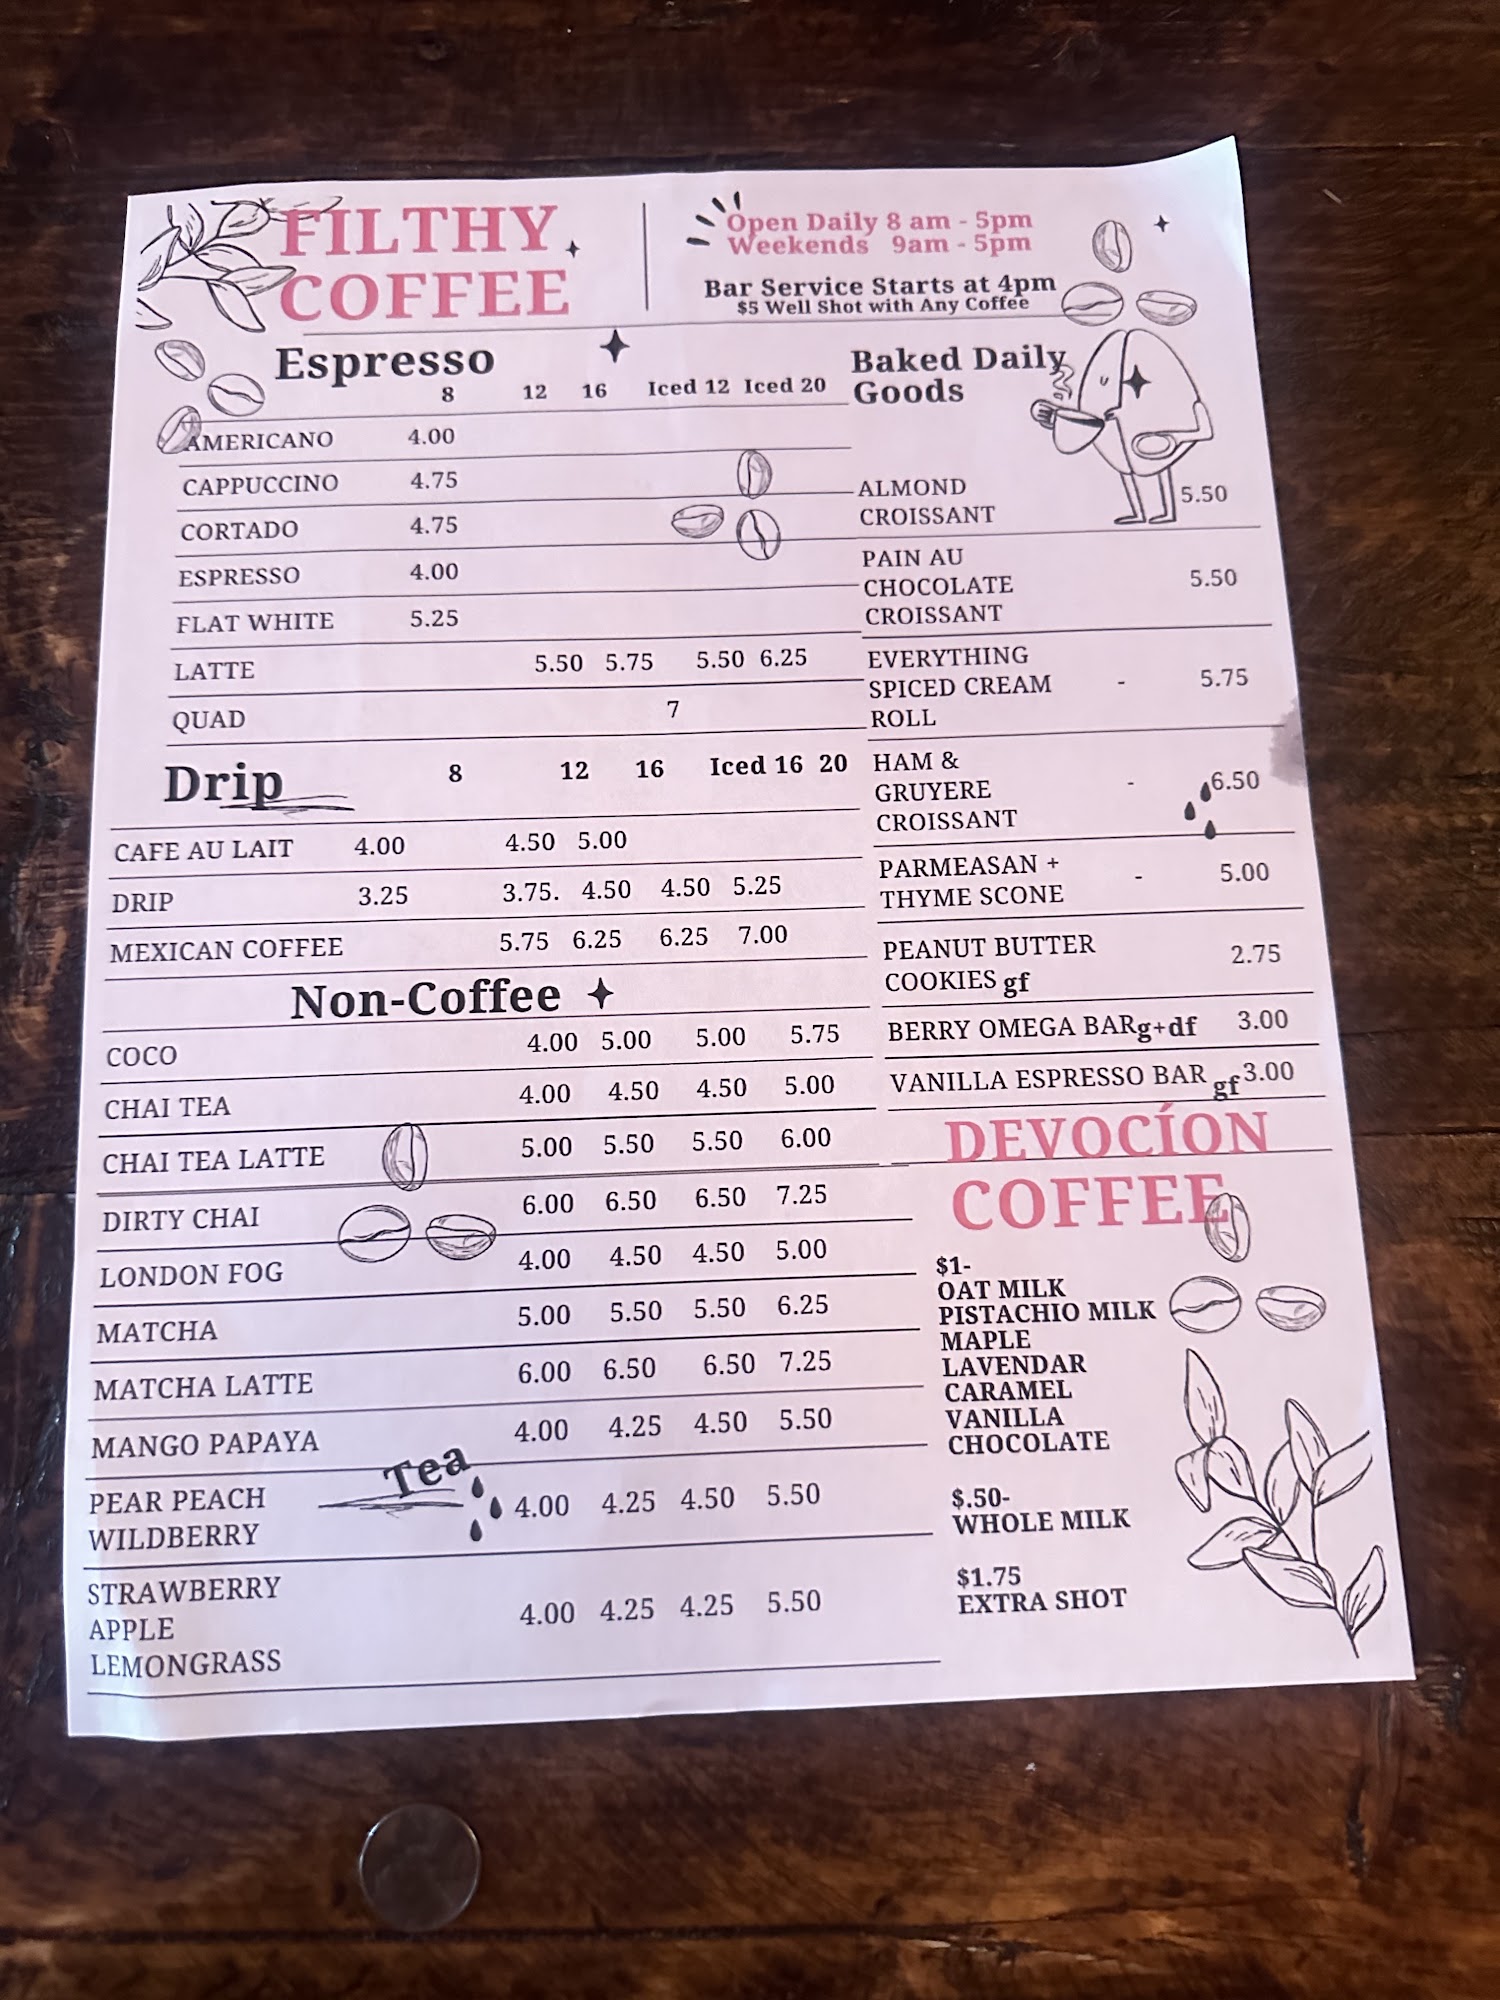 FILTHY
COFFEE
Open Daily 8 am - 5pm
Weekends 9am - 5pm
Bar Service Starts at 4pm
$5 Well Shot with Any Coffee
Espresso
8 12 16 Iced 12 Iced 20
AMERICANO 4.00
CAPPUCCINO 4.75
CORTADO 4.75
ESPRESSO 4.00
FLAT WHITE 5.25
LATTE 5.50 5.75 5.50 6.25
QUAD 7
Drip 8 12 16 Iced 16 20
CAFE AU LAIT 4.00 4.50 5.00
DRIP 3.25 3.75. 4.50 4.50 5.25
MEXICAN COFFEE 5.75 6.25 6.25 7.00
Non-Coffee
COCO 4.00 5.00 5.00 5.75
CHAI TEA 4.00 4.50 4.50 5.00
CHAI TEA LATTE 5.00 5.50 5.50 6.00
DIRTY CHAI 6.00 6.50 6.50 7.25
LONDON FOG 4.00 4.50 4.50 5.00
MATCHA 5.00 5.50 5.50 6.25
MATCHA LATTE 6.00 6.50 6.50 7.25
MANGO PAPAYA 4.00 4.25 4.50 5.50
Tea
PEAR PEACH
WILDBERRY 4.00 4.25 4.50 5.50
STRAWBERRY
APPLE 4.00 4.25 4.25 5.50
LEMONGRASS
Baked Daily
Goods
ALMOND
CROISSANT 5.50
PAIN AU
CHOCOLATE 5.50
CROISSANT
EVERYTHING
SPICED CREAM - 5.75
ROLL
HAM &
GRUYERE - 6.50
CROISSANT
PARMEASAN +
THYME SCONE - 5.00
PEANUT BUTTER
COOKIES gf 2.75
BERRY OMEGA BARg+df 3.00
VANILLA ESPRESSO BAR gf 3.00
DEVOCÍON
COFFEE
$1-
OAT MILK
PISTACHIO MILK
MAPLE
LAVENDAR
CARAMEL
VANILLA
CHOCOLATE
$.50-
WHOLE MILK
$1.75
EXTRA SHOT